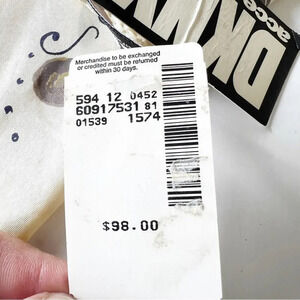 DKNY
acce
Merchandise to be exchanged
or credited must be returned
within 30 days.
594 12 0452
60917531 81
01539 1574
$98.00